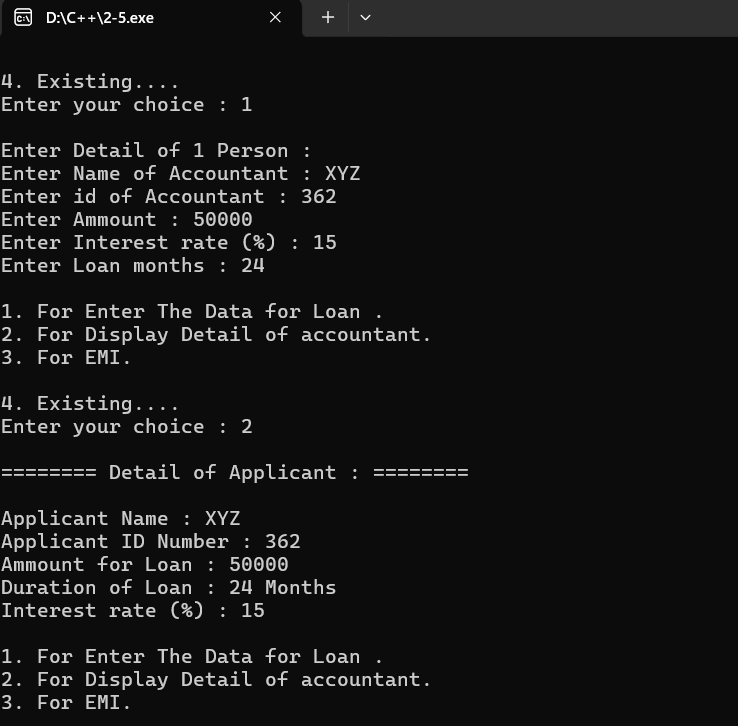 D:\C++\2-5.exe
4. Existing....
Enter your choice : 1
Enter Detail of 1 Person :
Enter Name of Accountant : XYZ
Enter id of Accountant : 362
Enter Ammount : 50000
Enter Interest rate (%) : 15
Enter Loan months : 24
1. For Enter The Data for Loan .
2. For Display Detail of accountant.
3. For EMI.
4. Existing....
Enter your choice : 2
======== Detail of Applicant : ========
Applicant Name : XYZ
Applicant ID Number : 362
Ammount for Loan : 50000
Duration of Loan : 24 Months
Interest rate (%) : 15
1. For Enter The Data for Loan .
2. For Display Detail of accountant.
3. For EMI.